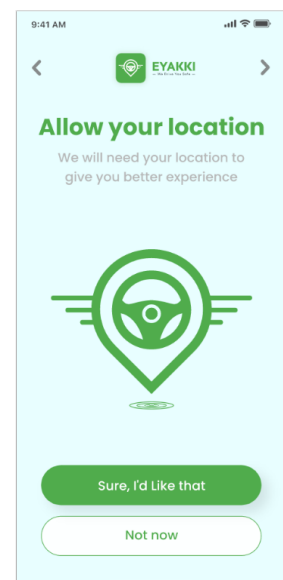 9:41 AM
EYAKKI
Allow your location
We will need your location to
give you better experience
Sure, I'd Like that
Not now